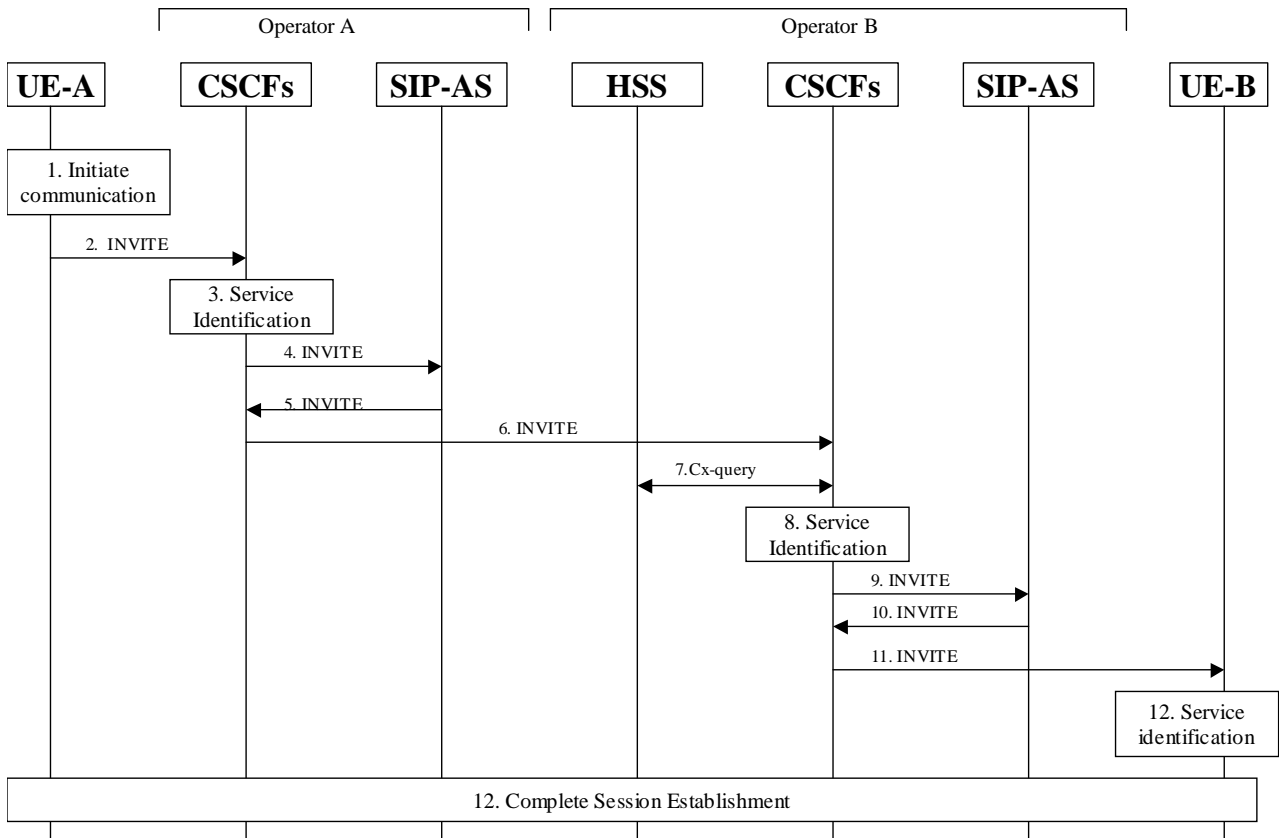 Operator A
Operator B
UE-A
CSCFs
SIP-AS
HSS
CSCFs
SIP-AS
UE-B
1. Initiate
communication
2. INVITE
3. Service
Identification
4. INVITE
5. INVITE
6. INVITE
7.Cx-query
8. Service
Identification
9. INVITE
10. INVITE
11. INVITE
12. Service
identification
12. Complete Session Establishment